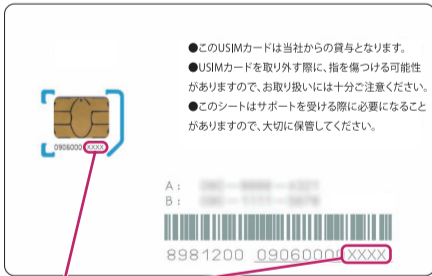 ●このUSIMカードは当社からの貸与となります。
●USIMカードを取り外す際に、指を傷つける可能性
がありますので、お取り扱いには十分ご注意ください。
●このシートはサポートを受ける際に必要になること
がありますので、大切に保管してください。
0906000 XXXX
A:
B:
8981200 09060000 XXXX